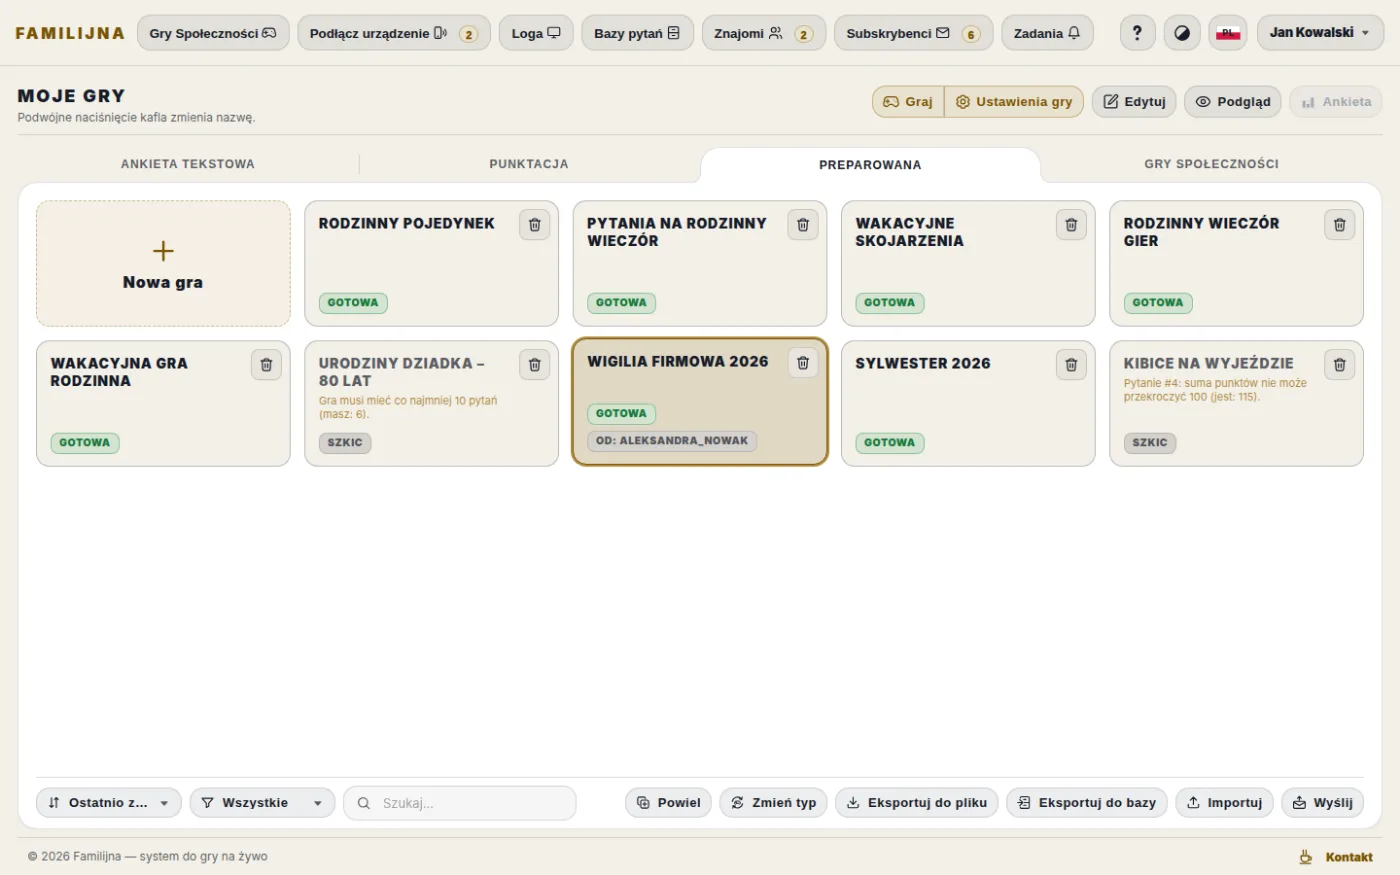 FAMILIJNA
Gry Społeczności
Podłącz urządzenie 2
Loga
Bazy pytań
Znajomi 2
Subskrybenci 6
Zadania
?
PL
Jan Kowalski
MOJE GRY
Podwójne naciśnięcie kafla zmienia nazwę.
Graj
Ustawienia gry
Edytuj
Podgląd
Ankieta
ANKIETA TEKSTOWA
PUNKTACJA
PREPAROWANA
GRY SPOŁECZNOŚCI
Nowa gra
RODZINNY POJEDYNEK
GOTOWA
PYTANIA NA RODZINNY
WIECZÓR
GOTOWA
WAKACYJNE
SKOJARZENIA
GOTOWA
RODZINNY WIECZÓR
GIER
GOTOWA
WAKACYJNA GRA
RODZINNA
GOTOWA
URODZINY DZIADKA –
80 LAT
Gra musi mieć co najmniej 10 pytań
(masz: 6).
SZKIC
WIGILIA FIRMOWA 2026
GOTOWA
OD: ALEKSANDRA_NOWAK
SYLWESTER 2026
GOTOWA
KIBICE NA WYJEŹDZIE
Pytanie #4: suma punktów nie może
przekroczyć 100 (jest: 115).
SZKIC
Ostatnio z...
Wszystkie
Szukaj...
Powiel
Zmień typ
Eksportuj do pliku
Eksportuj do bazy
Importuj
Wyślij
© 2026 Familijna — system do gry na żywo
Kontakt